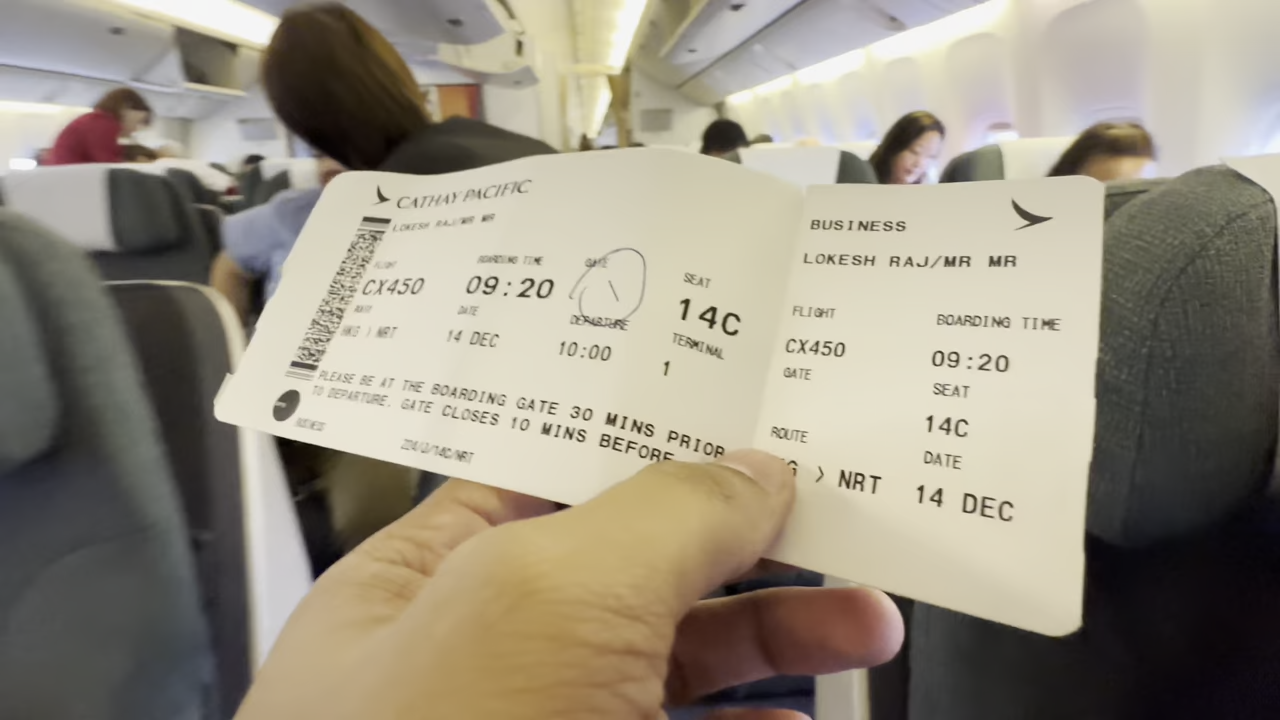 CATHAY PACIFIC
LOKESH RAJ/MR MR
FLIGHT BOARDING TIME GATE SEAT
CX450 09:20 14C
DATE DEPARTURE TERMINAL
HKG > NRT 14 DEC 10:00 1
PLEASE BE AT THE BOARDING GATE 30 MINS PRIOR
TO DEPARTURE. GATE CLOSES 10 MINS BEFORE
BUSINESS
BUSINESS
LOKESH RAJ/MR MR
FLIGHT BOARDING TIME
CX450 09:20
GATE SEAT
14C
ROUTE DATE
G > NRT 14 DEC